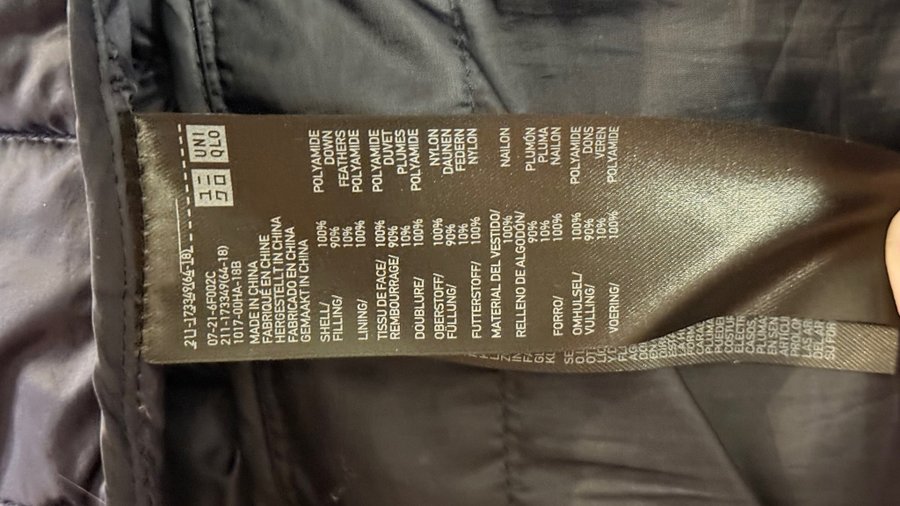 211-173349(64-18)
UNI
QLO
07-21-6F002C
211-173349(64-18)
1017-00HA-18B
MADE IN CHINA
FABRIQUÉ EN CHINE
HERGESTELLT IN CHINA
FABRICADO EN CHINA
GEMAAKT IN CHINA
SHELL/ 100% POLYAMIDE
FILLING/ 90% DOWN
10% FEATHERS
LINING/ 100% POLYAMIDE
TISSU DE FACE/ 100% POLYAMIDE
REMBOURRAGE/ 90% DUVET
10% PLUMES
DOUBLURE/ 100% POLYAMIDE
OBERSTOFF/ 100% NYLON
FÜLLUNG/ 90% DAUNEN
10% FEDERN
FUTTERSTOFF/ 100% NYLON
MATERIAL DEL VESTIDO/
100% NAILON
RELLENO DE ALGODÓN/
90% PLUMÓN
10% PLUMA
FORRO/ 100% NAILON
OMHULSEL/ 100% POLYAMIDE
VULLING/ 90% DONS
10% VEREN
VOERING/ 100% POLYAMIDE